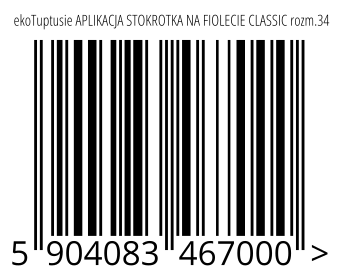 ekoTuptusie APLIKACJA STOKROTKA NA FIOLECIE CLASSIC rozm.34
5 904083 467000 >